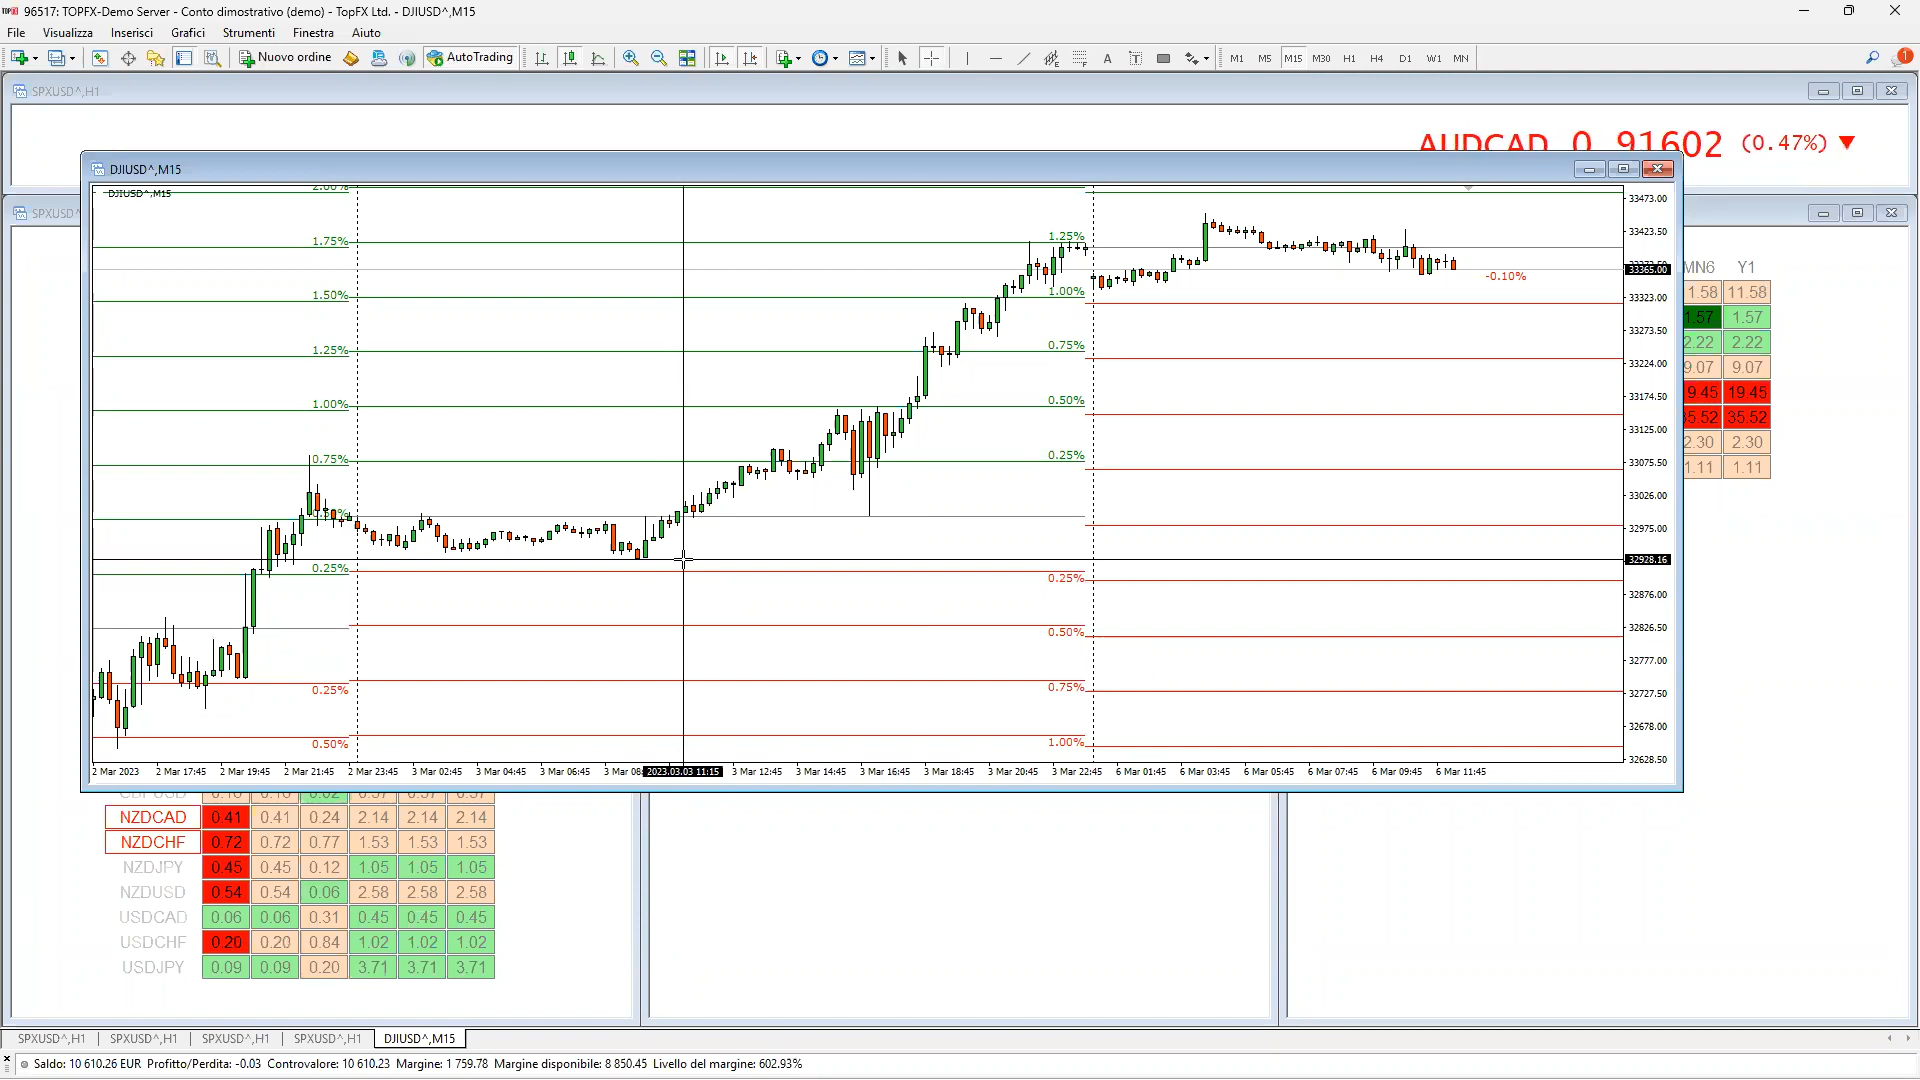 96517: TOPFX-Demo Server - Conto dimostrativo (demo) - TopFX Ltd. - DJIUSD^,M15
File Visualizza Inserisci Grafici Strumenti Finestra Aiuto
Nuovo ordine AutoTrading M1 M5 M15 M30 H1 H4 D1 W1 MN 1
SPXUSD^,H1
AUDCAD 0.91602 (0.47%) ▼
DJIUSD^,M15
DJIUSD^,M15
2.00%
33473.00
SPXUSD^
33423.50
1.75% 1.25%
33365.00
MN6 Y1
-0.10%
1.50% 1.00%
33323.00
1.58 11.58
1.57 1.57
33273.50
2.22 2.22
1.25% 0.75%
33224.00
9.07 9.07
33174.50
9.45 19.45
1.00% 0.50%
35.52 35.52
33125.00
2.30 2.30
0.75% 0.25%
33075.50
1.11 1.11
33026.00
0.50%
32975.00
32928.16
0.25% 0.25%
32876.00
32826.50
0.50%
32777.00
0.25% 0.75%
32727.50
32678.00
0.50% 1.00%
32628.50
2 Mar 2023 2 Mar 17:45 2 Mar 19:45 2 Mar 21:45 2 Mar 23:45 3 Mar 02:45 3 Mar 04:45 3 Mar 06:45 3 Mar 08: 2023.03.03 11:15 3 Mar 12:45 3 Mar 14:45 3 Mar 16:45 3 Mar 18:45 3 Mar 20:45 3 Mar 22:45 6 Mar 01:45 6 Mar 03:45 6 Mar 05:45 6 Mar 07:45 6 Mar 09:45 6 Mar 11:45
NZDCAD 0.41 0.41 0.24 2.14 2.14 2.14
NZDCHF 0.72 0.72 0.77 1.53 1.53 1.53
NZDJPY 0.45 0.45 0.12 1.05 1.05 1.05
NZDUSD 0.54 0.54 0.06 2.58 2.58 2.58
USDCAD 0.06 0.06 0.31 0.45 0.45 0.45
USDCHF 0.20 0.20 0.84 1.02 1.02 1.02
USDJPY 0.09 0.09 0.20 3.71 3.71 3.71
SPXUSD^,H1 SPXUSD^,H1 SPXUSD^,H1 SPXUSD^,H1 DJIUSD^,M15
Saldo: 10 610.26 EUR Profitto/Perdita: -0.03 Controvalore: 10 610.23 Margine: 1 759.78 Margine disponibile: 8 850.45 Livello del margine: 602.93%